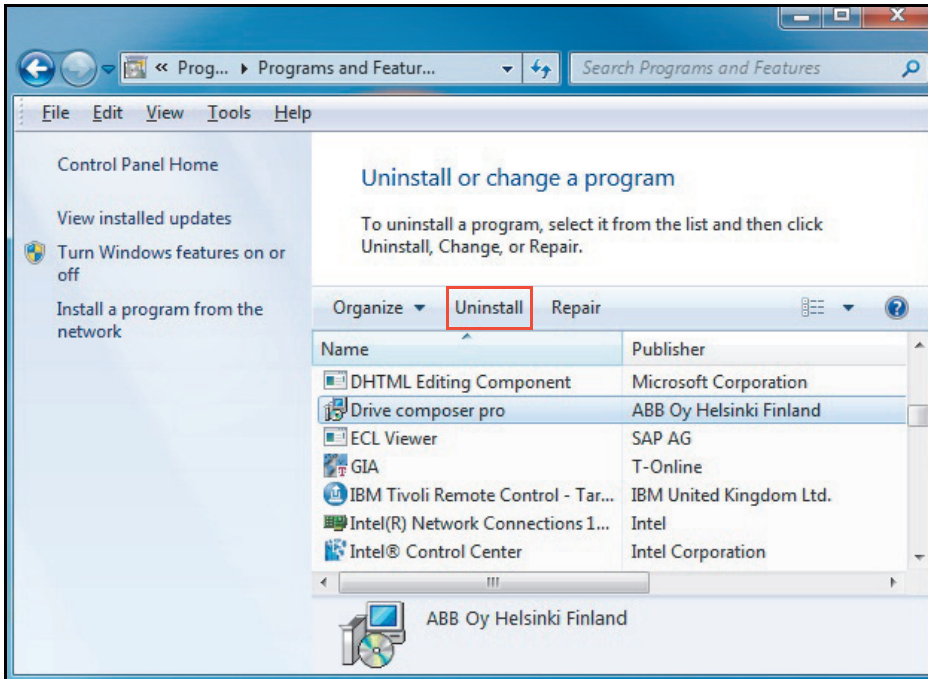 « Prog... ▸ Programs and Featur...
Search Programs and Features
File Edit View Tools Help
Control Panel Home
View installed updates
Turn Windows features on or
off
Install a program from the
network
Uninstall or change a program
To uninstall a program, select it from the list and then click
Uninstall, Change, or Repair.
Organize Uninstall Repair
Name Publisher
DHTML Editing Component Microsoft Corporation
Drive composer pro ABB Oy Helsinki Finland
ECL Viewer SAP AG
GIA T-Online
IBM Tivoli Remote Control - Tar... IBM United Kingdom Ltd.
Intel(R) Network Connections 1... Intel
Intel® Control Center Intel Corporation
ABB Oy Helsinki Finland